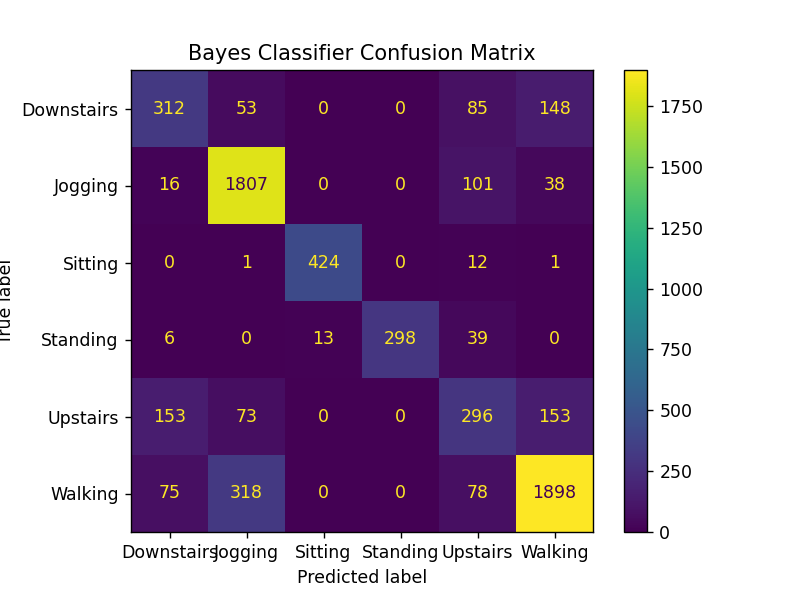 Bayes Classifier Confusion Matrix
Downstairs 312 53 0 0 85 148
Jogging 16 1807 0 0 101 38
Sitting 0 1 424 0 12 1
Standing 6 0 13 298 39 0
Upstairs 153 73 0 0 296 153
Walking 75 318 0 0 78 1898
Downstairs Jogging Sitting Standing Upstairs Walking
Predicted label
True label
1750
1500
1250
1000
750
500
250
0